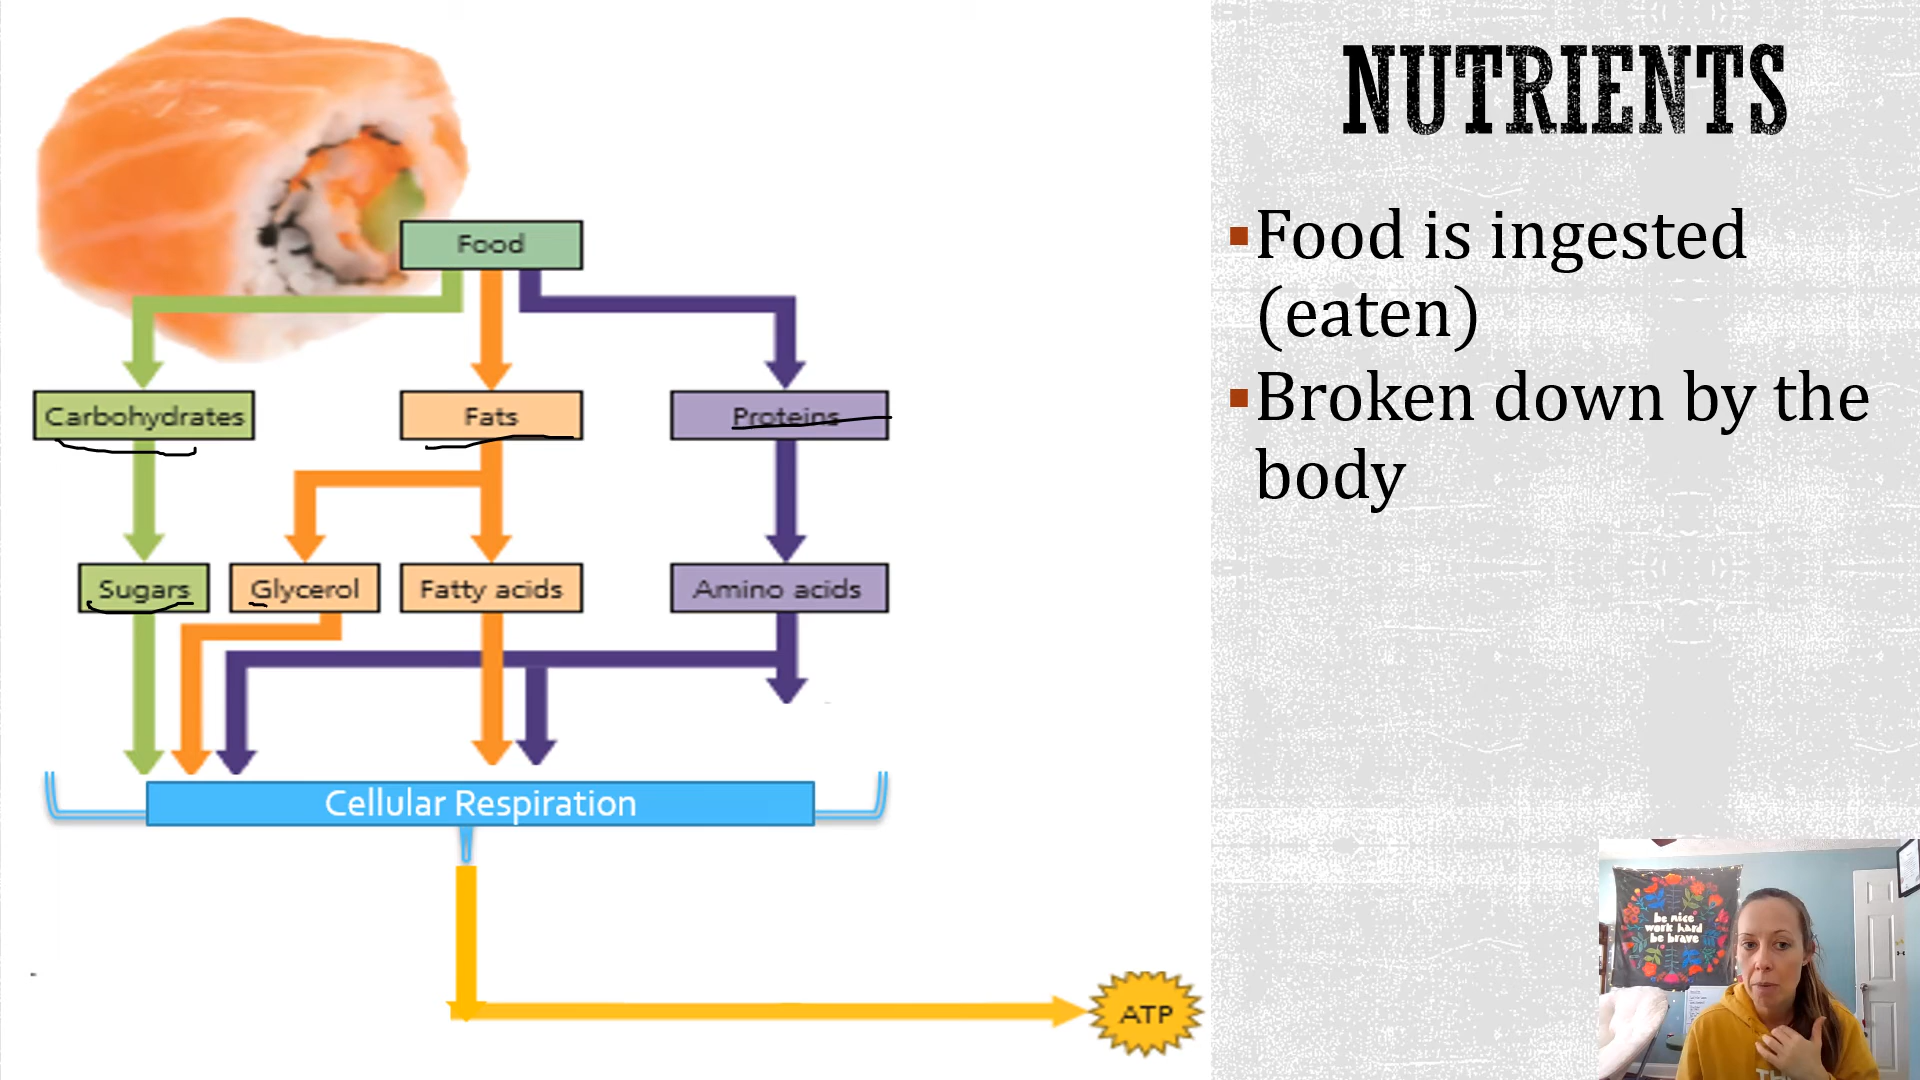 NUTRIENTS
▪Food is ingested
(eaten)
▪Broken down by the
body
Food
Carbohydrates
Fats
Proteins
Sugars
Glycerol
Fatty acids
Amino acids
Cellular Respiration
ATP
be nice
work hard
be brave